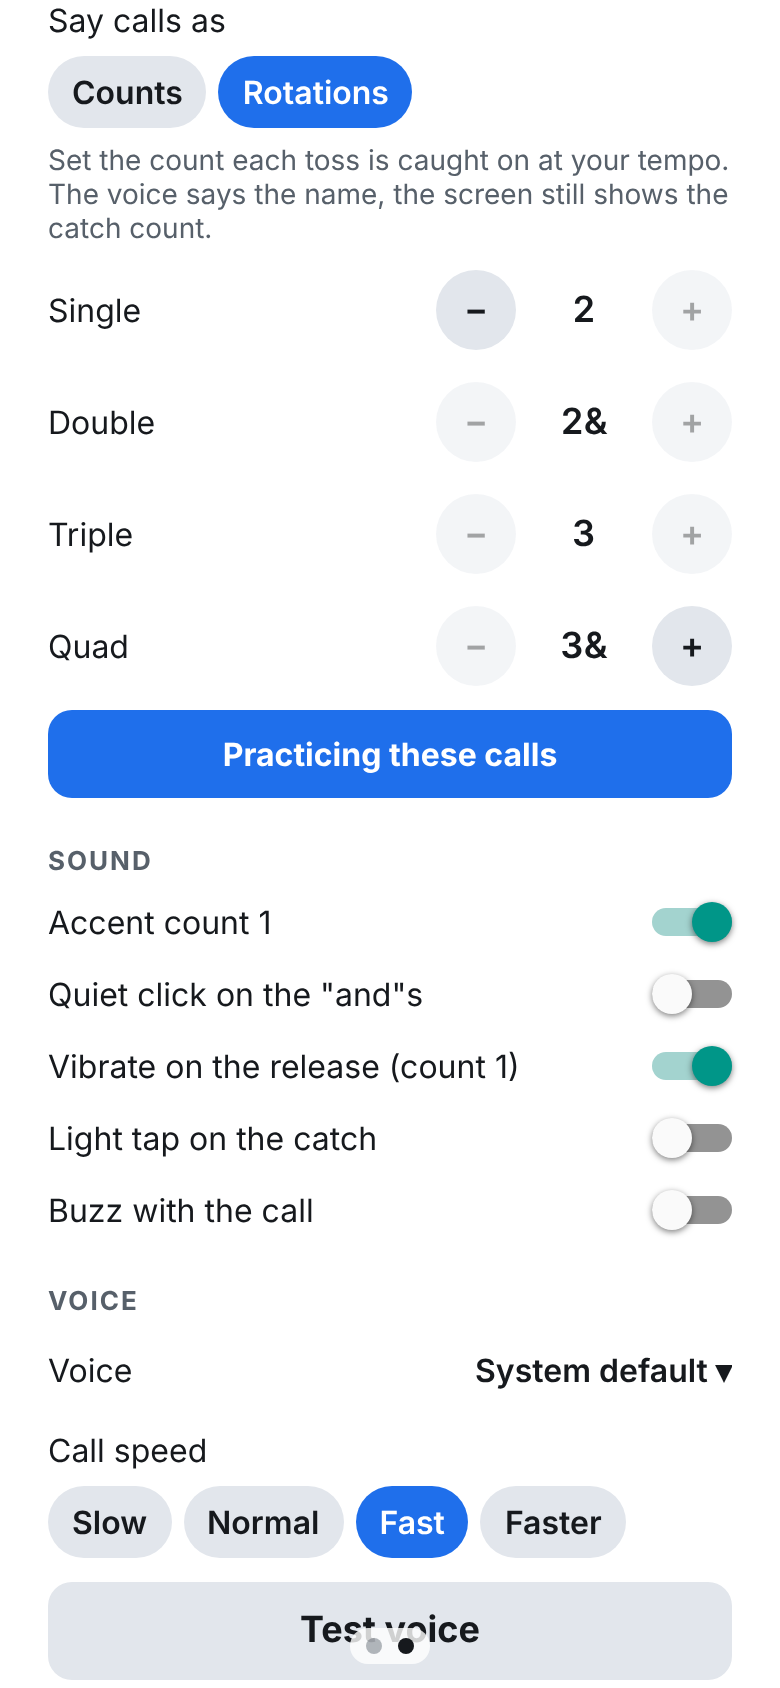 Say calls as
Counts Rotations
Set the count each toss is caught on at your tempo.
The voice says the name, the screen still shows the
catch count.
Single − 2 +
Double − 2& +
Triple − 3 +
Quad − 3& +
Practicing these calls
SOUND
Accent count 1
Quiet click on the "and"s
Vibrate on the release (count 1)
Light tap on the catch
Buzz with the call
VOICE
Voice System default ▼
Call speed
Slow Normal Fast Faster
Test voice